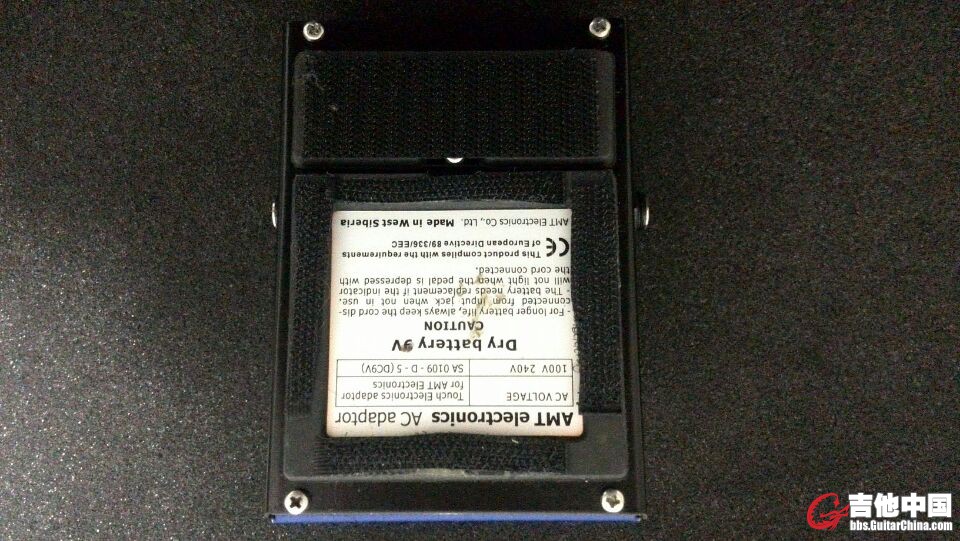 AMT electronics AC adaptor
AC VOLTAGE
Touch Electronics adaptor
for AMT Electronics
100V 240V
SA 0109 - D - 5 (DC9V)
Dry battery 9V
CAUTION
- For longer battery life, always keep the cord dis-
connected from input jack when not in use.
- The battery needs replacement if the indicator
will not light when the pedal is depressed with
the cord connected.
CE This product complies with the requirements
of European Directive 89/336/EEC
AMT Electronics Co., Ltd. Made in West Siberia
吉他中国
bbs.GuitarChina.com